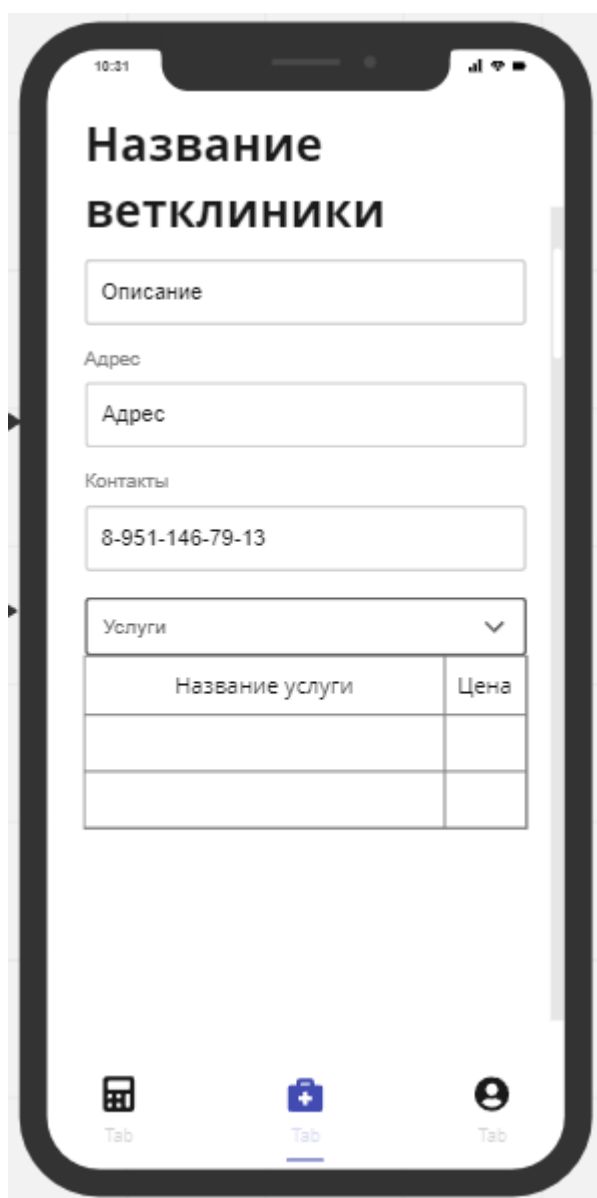 10:31
Название
ветклиники
Описание
Адрес
Адрес
Контакты
8-951-146-79-13
Услуги
Название услуги Цена
Tab Tab Tab